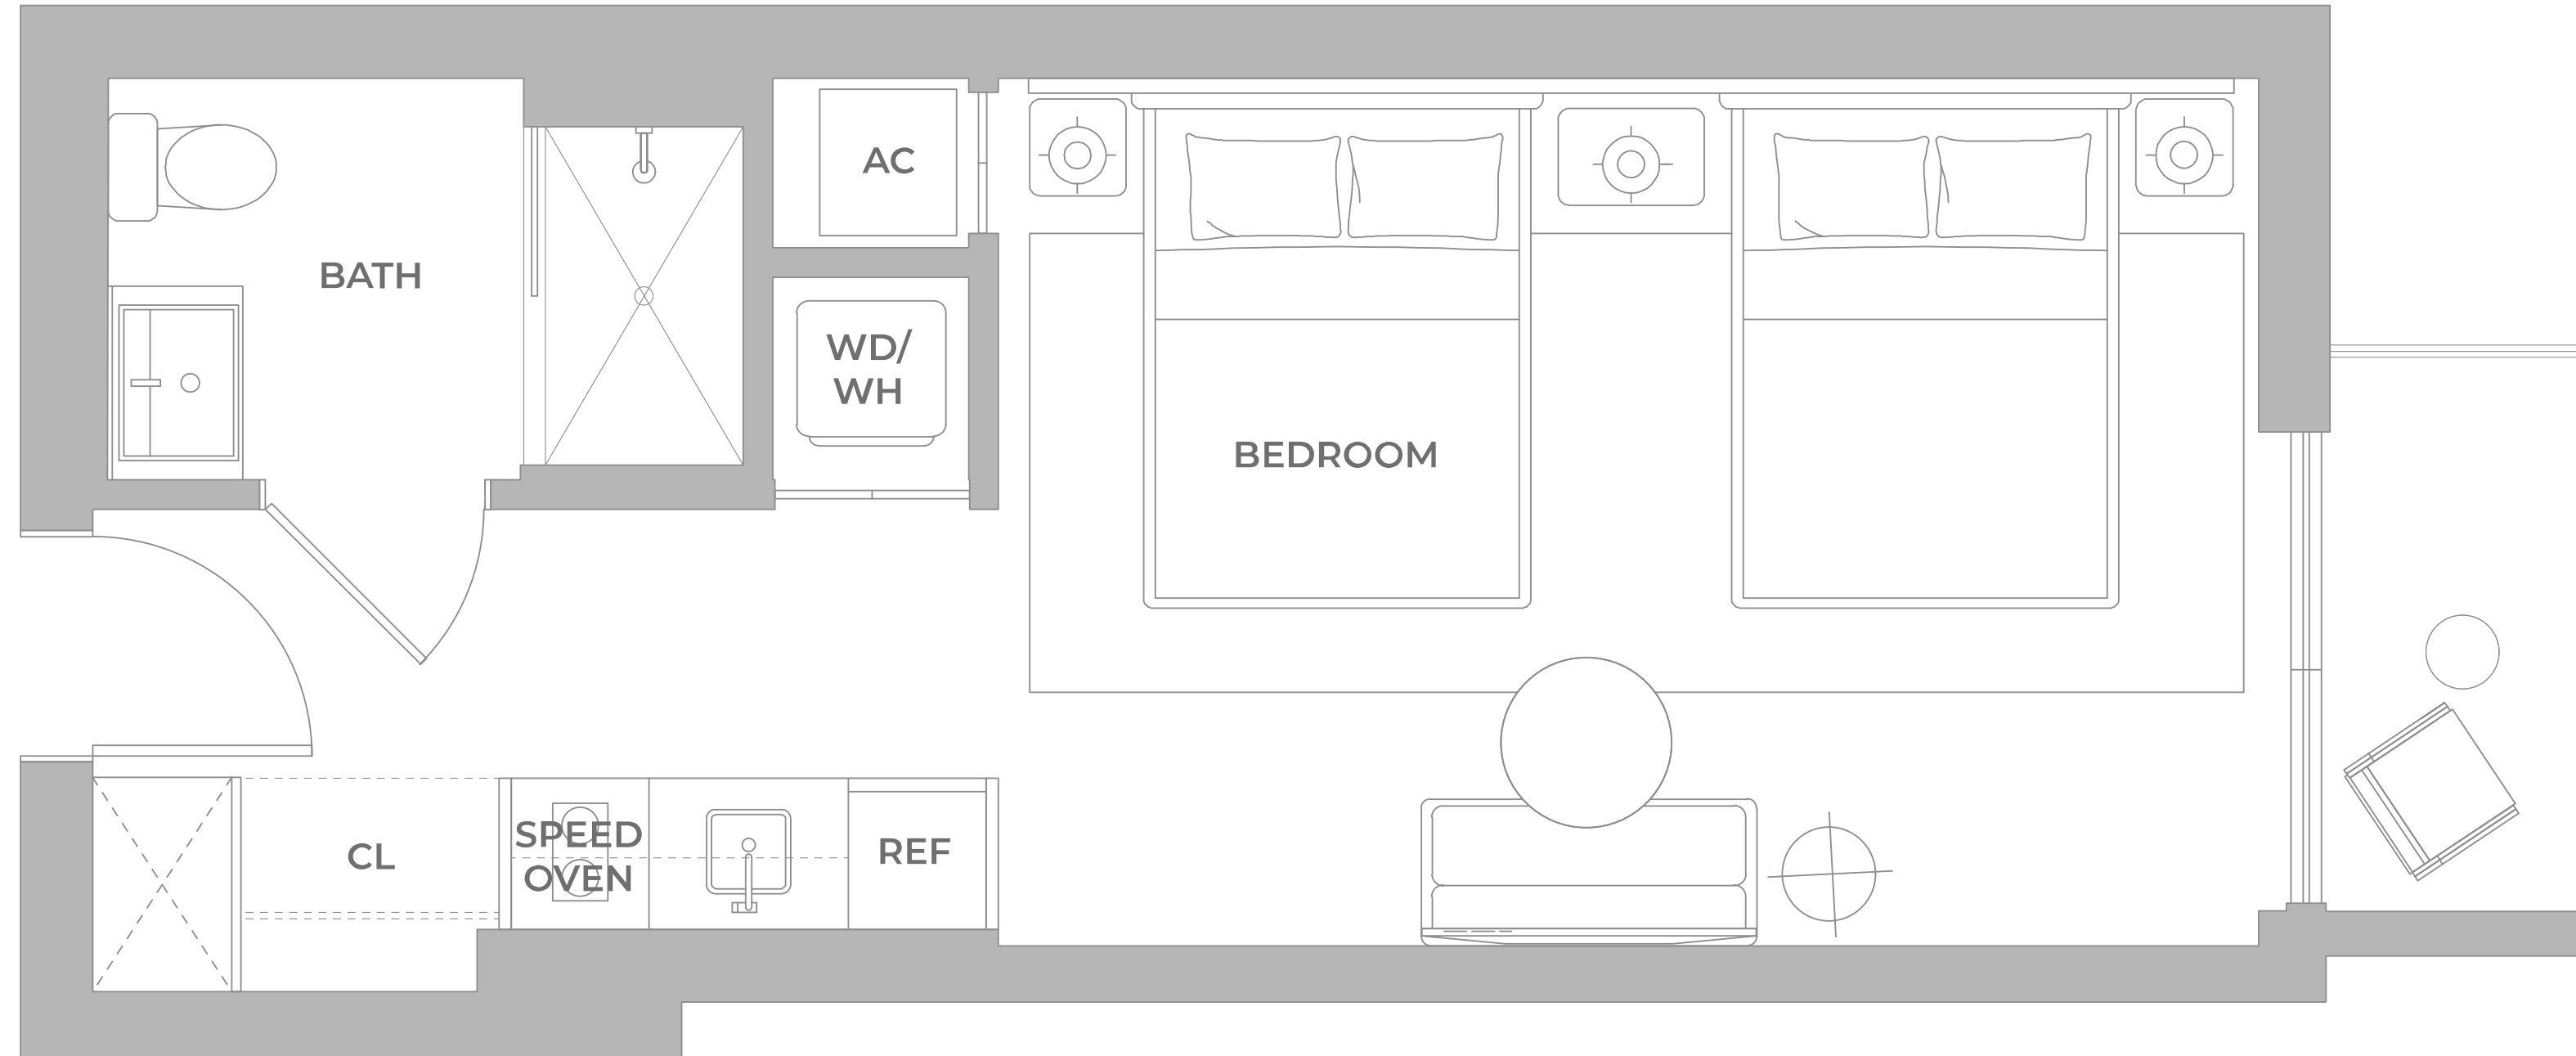 BATH
AC
WD/
WH
BEDROOM
CL
SPEED
OVEN
REF